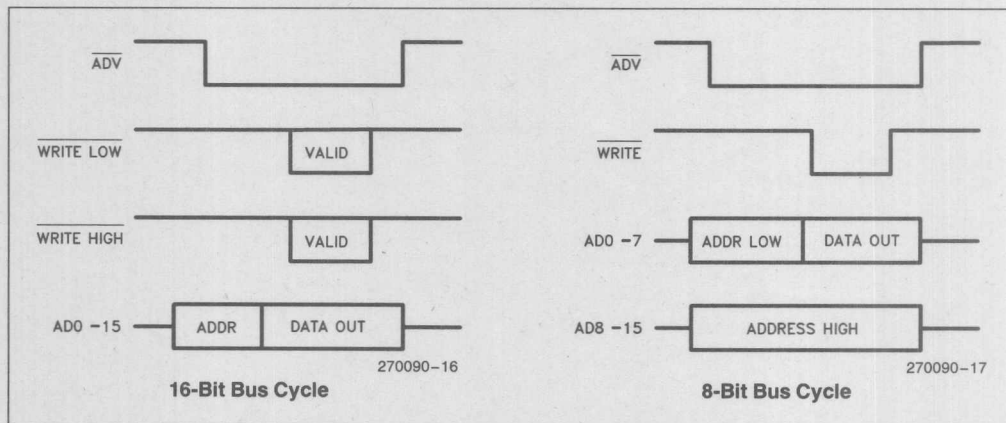 ADV
WRITE LOW
VALID
WRITE HIGH
VALID
AD0 -15
ADDR
DATA OUT
270090-16
16-Bit Bus Cycle
ADV
WRITE
AD0 -7
ADDR LOW
DATA OUT
AD8 -15
ADDRESS HIGH
270090-17
8-Bit Bus Cycle